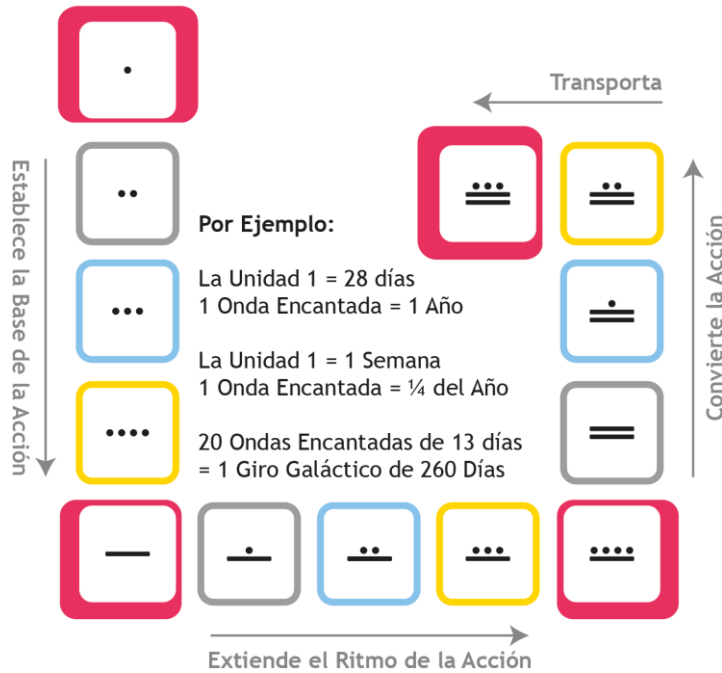 Transporta
Establece la Base de la Acción
Por Ejemplo:
La Unidad 1 = 28 días
1 Onda Encantada = 1 Año
La Unidad 1 = 1 Semana
1 Onda Encantada = ¼ del Año
20 Ondas Encantadas de 13 días
= 1 Giro Galáctico de 260 Días
Convierte la Acción
Extiende el Ritmo de la Acción